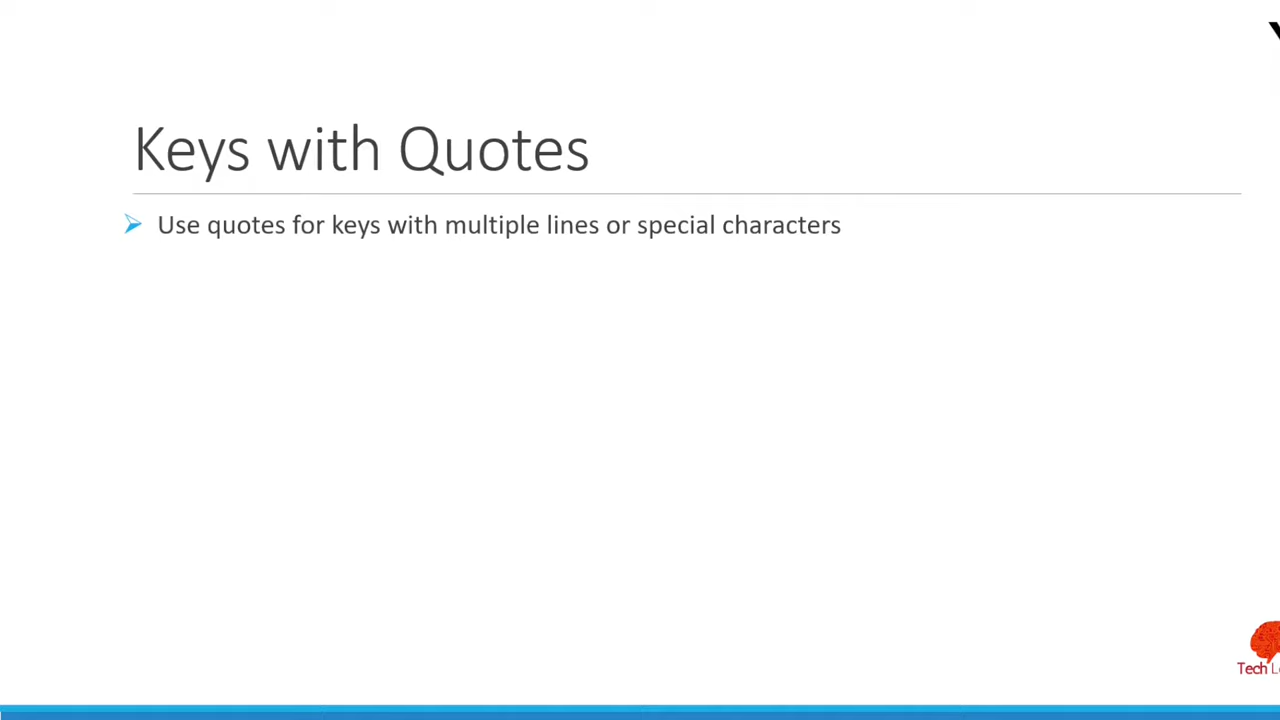 Keys with Quotes
Use quotes for keys with multiple lines or special characters
Tech